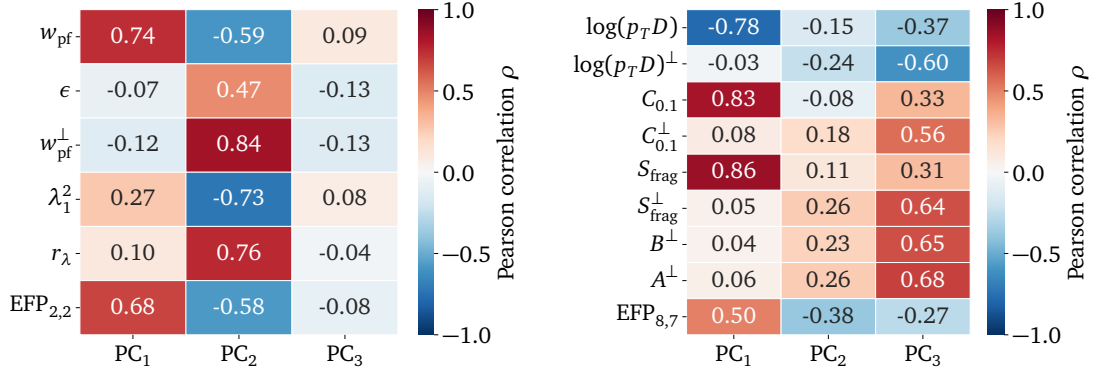 w_pf 0.74 -0.59 0.09
ϵ -0.07 0.47 -0.13
w_pf^⊥ -0.12 0.84 -0.13
λ_1^2 0.27 -0.73 0.08
r_λ 0.10 0.76 -0.04
EFP_2,2 0.68 -0.58 -0.08
PC_1 PC_2 PC_3
1.0
0.5
0.0
−0.5
−1.0
Pearson correlation ρ
log(p_T D) -0.78 -0.15 -0.37
log(p_T D)^⊥ -0.03 -0.24 -0.60
C_0.1 0.83 -0.08 0.33
C_0.1^⊥ 0.08 0.18 0.56
S_frag 0.86 0.11 0.31
S_frag^⊥ 0.05 0.26 0.64
B^⊥ 0.04 0.23 0.65
A^⊥ 0.06 0.26 0.68
EFP_8,7 0.50 -0.38 -0.27
PC_1 PC_2 PC_3
1.0
0.5
0.0
−0.5
−1.0
Pearson correlation ρ